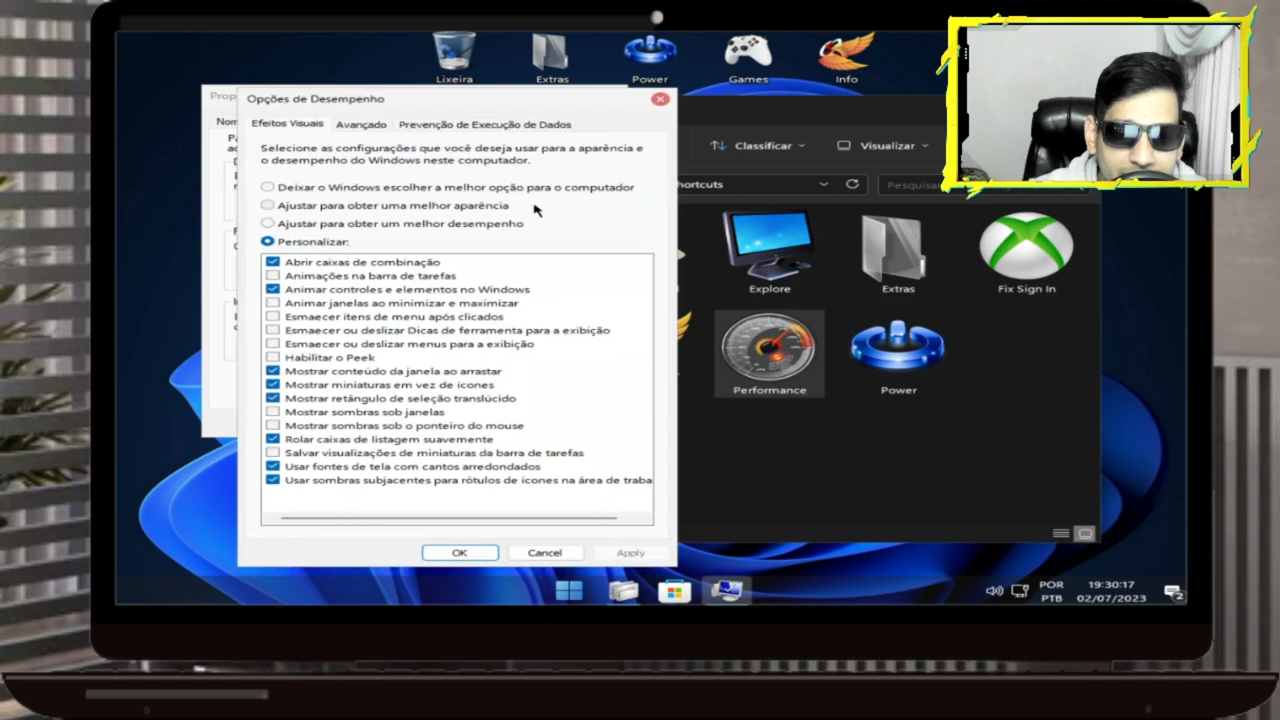 Lixeira
Extras
Power
Games
Info
Prop
Opções de Desempenho
Efeitos Visuais
Avançado
Prevenção de Execução de Dados
Selecione as configurações que você deseja usar para a aparência e
o desempenho do Windows neste computador.
Deixar o Windows escolher a melhor opção para o computador
Ajustar para obter uma melhor aparência
Ajustar para obter um melhor desempenho
Personalizar:
Abrir caixas de combinação
Animações na barra de tarefas
Animar controles e elementos no Windows
Animar janelas ao minimizar e maximizar
Esmaecer itens de menu após clicados
Esmaecer ou deslizar Dicas de ferramenta para a exibição
Esmaecer ou deslizar menus para a exibição
Habilitar o Peek
Mostrar conteúdo da janela ao arrastar
Mostrar miniaturas em vez de ícones
Mostrar retângulo de seleção translúcido
Mostrar sombras sob janelas
Mostrar sombras sob o ponteiro do mouse
Rolar caixas de listagem suavemente
Salvar visualizações de miniaturas da barra de tarefas
Usar fontes de tela com cantos arredondados
Usar sombras subjacentes para rótulos de ícones na área de traba
OK
Cancel
Apply
Classificar
Visualizar
hortcuts
Pesquisa
Explore
Extras
Fix Sign In
Performance
Power
POR
PTB
19:30:17
02/07/2023
2